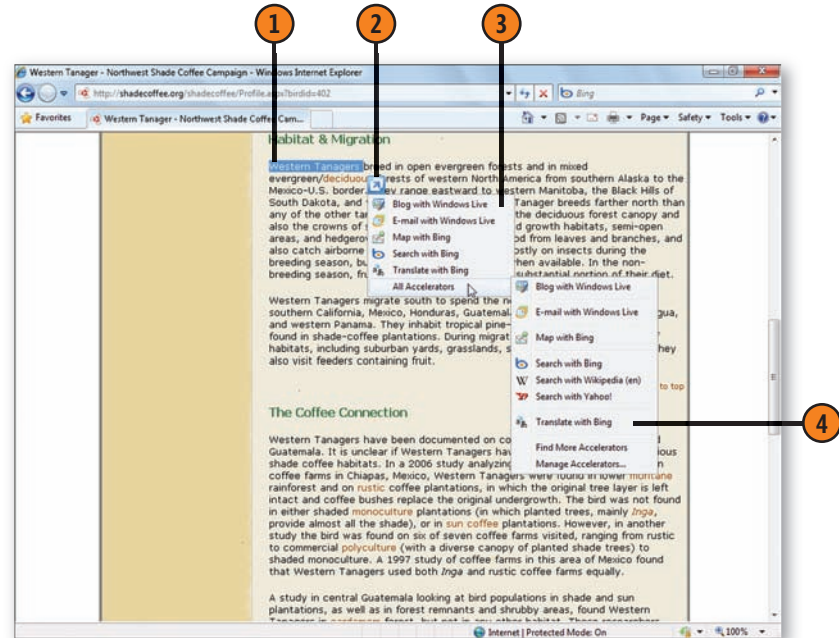 1 2 3
Western Tanager - Northwest Shade Coffee Campaign - Windows Internet Explorer
http://shadecoffee.org/shadecoffee/Profile.aspx?birdid=402
Bing
Favorites
Western Tanager - Northwest Shade Coffee Cam...
Page Safety Tools
Habitat & Migration
Western Tanagers breed in open evergreen forests and in mixed
evergreen/deciduous forests of western North America from southern Alaska to the
Mexico-U.S. border. They range eastward to western Manitoba, the Black Hills of
South Dakota, and Tanager breeds farther north than
any of the other the deciduous forest canopy and
also the crowns of growth habitats, semi-open
areas, and from leaves and branches, and
also catch airborne on insects during the
breeding season, when available. In the non-
breeding season, substantial portion of their diet.
Blog with Windows Live
E-mail with Windows Live
Map with Bing
Search with Bing
Translate with Bing
All Accelerators
Western Tanagers migrate south to spend the
southern California, Mexico, Honduras,
and western Panama. They inhabit tropical
found in shade-coffee plantations. During
habitats, including suburban yards, grasslands,
also visit feeders containing fruit.
to top
Blog with Windows Live
E-mail with Windows Live
Map with Bing
Search with Bing
Search with Wikipedia (en)
Search with Yahoo!
Translate with Bing
Find More Accelerators
Manage Accelerators...
4
The Coffee Connection
Western Tanagers have been documented on
Guatemala. It is unclear if Western Tanagers
shade coffee habitats. In a 2006 study analyzing
coffee farms in Chiapas, Mexico, Western Tanagers were found in lower montane
rainforest and on rustic coffee plantations, in which the original tree layer is left
intact and coffee bushes replace the original undergrowth. The bird was not found
in either shaded monoculture plantations (in which planted trees, mainly Inga,
provide almost all the shade), or in sun coffee plantations. However, in another
study the bird was found on six of seven coffee farms visited, ranging from rustic
to commercial polyculture (with a diverse canopy of planted shade trees) to
shaded monoculture. A 1997 study of coffee farms in this area of Mexico found
that Western Tanagers used both Inga and rustic coffee farms equally.
A study in central Guatemala looking at bird populations in shade and sun
plantations, as well as in forest remnants and shrubby areas, found Western
Internet | Protected Mode: On
100%